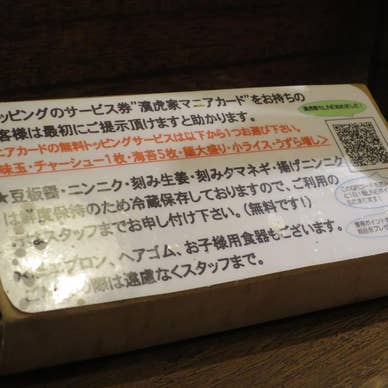 ッピングのサービス券"濱虎家マニアカード"をお持ちの
客様は最初にご提示頂けますと助かります。
ニアカードの無料トッピングサービスは以下から1つお選び下さい。
味玉・チャーシュー1枚・海苔5枚・麺大盛り・小ライス・うずら増し＞
★豆板醤・ニンニク・刻み生姜・刻みタマネギ・揚げニンニク
は鮮度維持のため冷蔵保存しておりますので、ご利用の
はスタッフまでお申し付け下さい。(無料です!)
エプロン、ヘアゴム、お子様用食器もございます。
の際は遠慮なくスタッフまで。